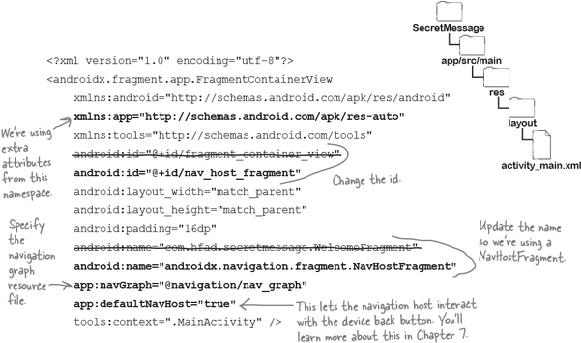 SecretMessage
app/src/main
res
layout
activity_main.xml
<?xml version="1.0" encoding="utf-8"?>
<androidx.fragment.app.FragmentContainerView
xmlns:android="http://schemas.android.com/apk/res/android"
xmlns:app="http://schemas.android.com/apk/res-auto"
xmlns:tools="http://schemas.android.com/tools"
android:id="@+id/fragment_container_view"
android:id="@+id/nav_host_fragment"
android:layout_width="match_parent"
android:layout_height="match_parent"
android:padding="16dp"
android:name="com.hfad.secretmessage.WelcomeFragment"
android:name="androidx.navigation.fragment.NavHostFragment"
app:navGraph="@navigation/nav_graph"
app:defaultNavHost="true"
tools:context=".MainActivity" />
We're using
extra
attributes
from this
namespace.
Change the id.
Specify
the
navigation
graph
resource
file.
Update the name
so we're using a
NavHostFragment.
This lets the navigation host interact
with the device back button. You'll
learn more about this in Chapter 7.